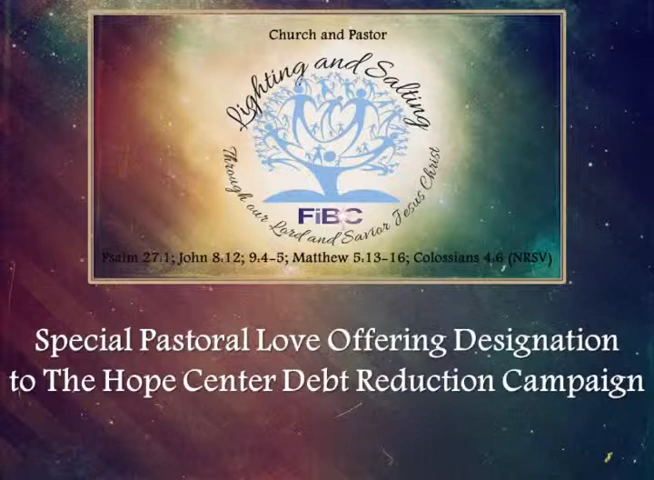 Church and Pastor
Lighting and Salting
Through our Lord and Savior Jesus Christ
FiBC
Psalm 27.1; John 8.12; 9.4-5; Matthew 5.13-16; Colossians 4.6 (NRSV)
Special Pastoral Love Offering Designation
to The Hope Center Debt Reduction Campaign